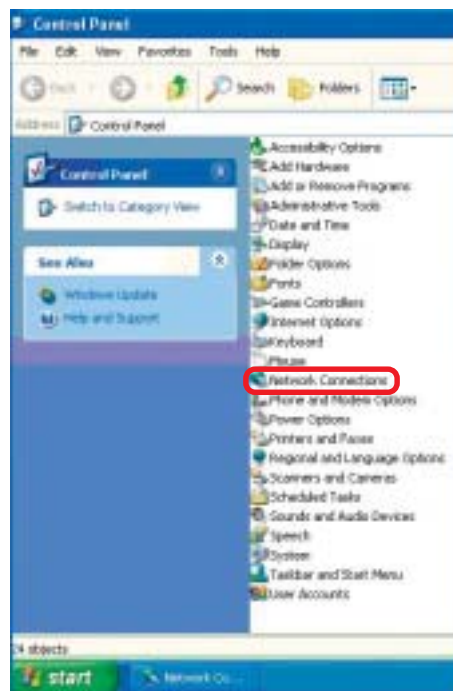 Control Panel
File Edit View Favorites Tools Help
Back Search Folders
Address Control Panel
Control Panel
Switch to Category View
See Also
Windows Update
Help and Support
Accessibility Options
Add Hardware
Add or Remove Programs
Administrative Tools
Date and Time
Display
Folder Options
Fonts
Game Controllers
Internet Options
Keyboard
Mouse
Network Connections
Phone and Modem Options
Power Options
Printers and Faxes
Regional and Language Options
Scanners and Cameras
Scheduled Tasks
Sounds and Audio Devices
Speech
System
Taskbar and Start Menu
User Accounts
24 objects
start Network Co...